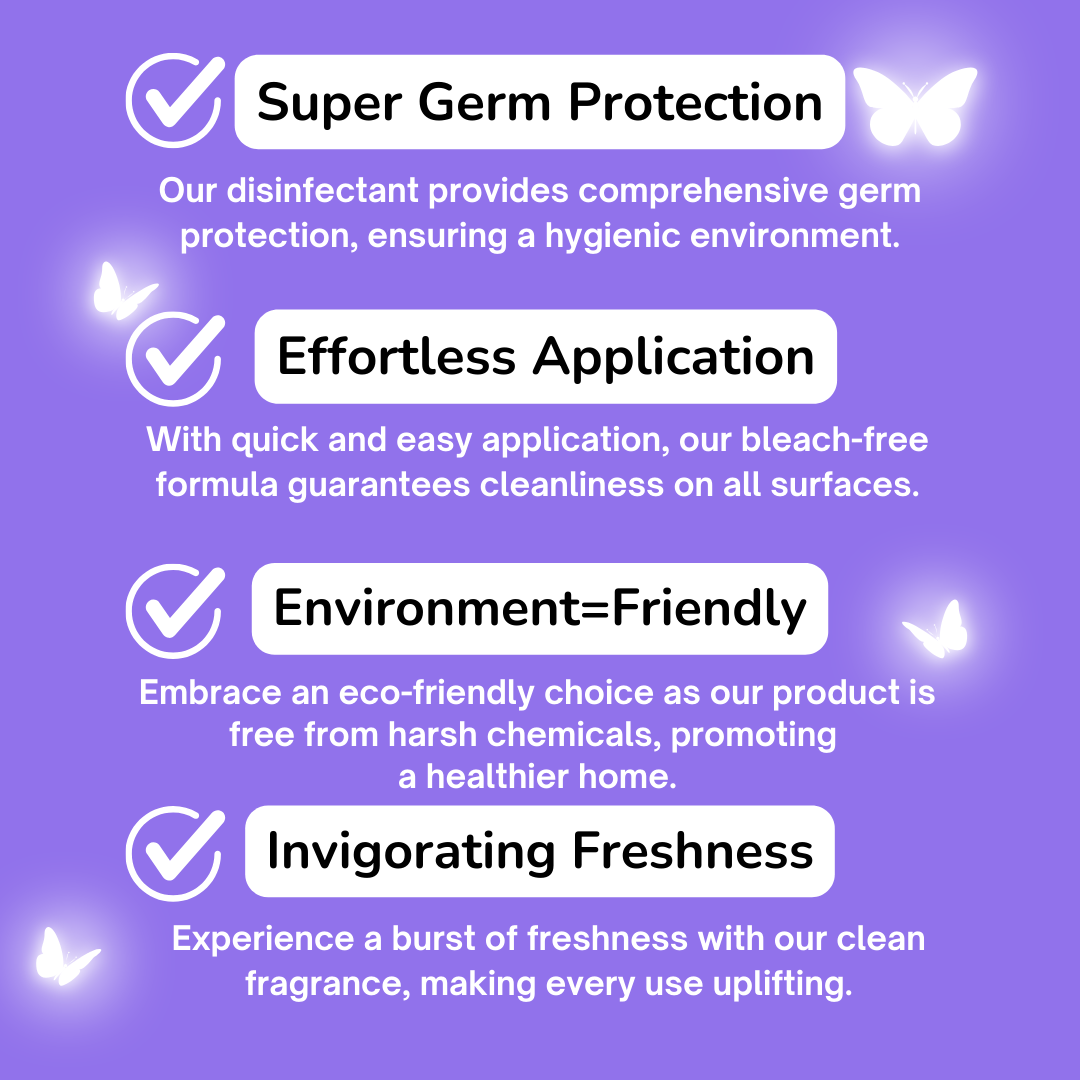 Super Germ Protection
Our disinfectant provides comprehensive germ
protection, ensuring a hygienic environment.
Effortless Application
With quick and easy application, our bleach-free
formula guarantees cleanliness on all surfaces.
Environment=Friendly
Embrace an eco-friendly choice as our product is
free from harsh chemicals, promoting
a healthier home.
Invigorating Freshness
Experience a burst of freshness with our clean
fragrance, making every use uplifting.